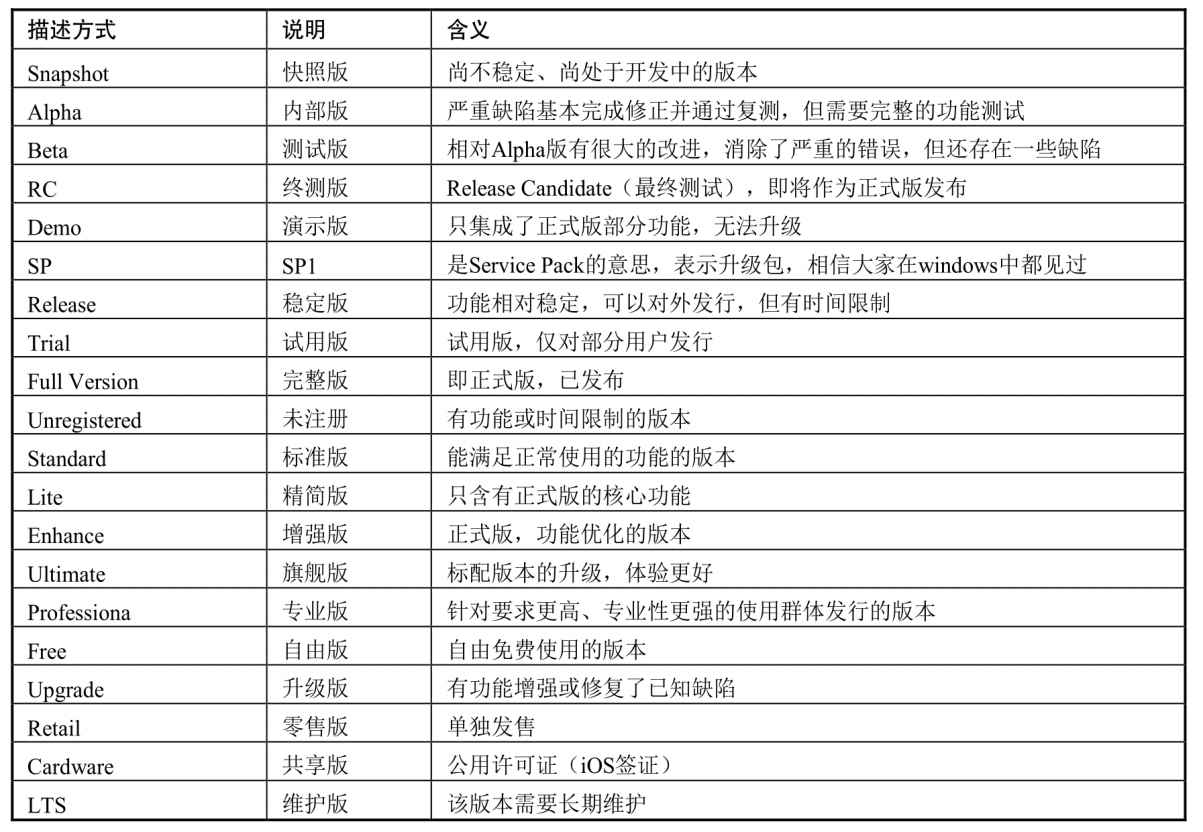 描述方式 说明 含义
Snapshot 快照版 尚不稳定、尚处于开发中的版本
Alpha 内部版 严重缺陷基本完成修正并通过复测，但需要完整的功能测试
Beta 测试版 相对Alpha版有很大的改进，消除了严重的错误，但还存在一些缺陷
RC 终测版 Release Candidate（最终测试），即将作为正式版发布
Demo 演示版 只集成了正式版部分功能，无法升级
SP SP1 是Service Pack的意思，表示升级包，相信大家在windows中都见过
Release 稳定版 功能相对稳定，可以对外发行，但有时间限制
Trial 试用版 试用版，仅对部分用户发行
Full Version 完整版 即正式版，已发布
Unregistered 未注册 有功能或时间限制的版本
Standard 标准版 能满足正常使用的功能的版本
Lite 精简版 只含有正式版的核心功能
Enhance 增强版 正式版，功能优化的版本
Ultimate 旗舰版 标配版本的升级，体验更好
Professiona 专业版 针对要求更高、专业性更强的使用群体发行的版本
Free 自由版 自由免费使用的版本
Upgrade 升级版 有功能增强或修复了已知缺陷
Retail 零售版 单独发售
Cardware 共享版 公用许可证（iOS签证）
LTS 维护版 该版本需要长期维护